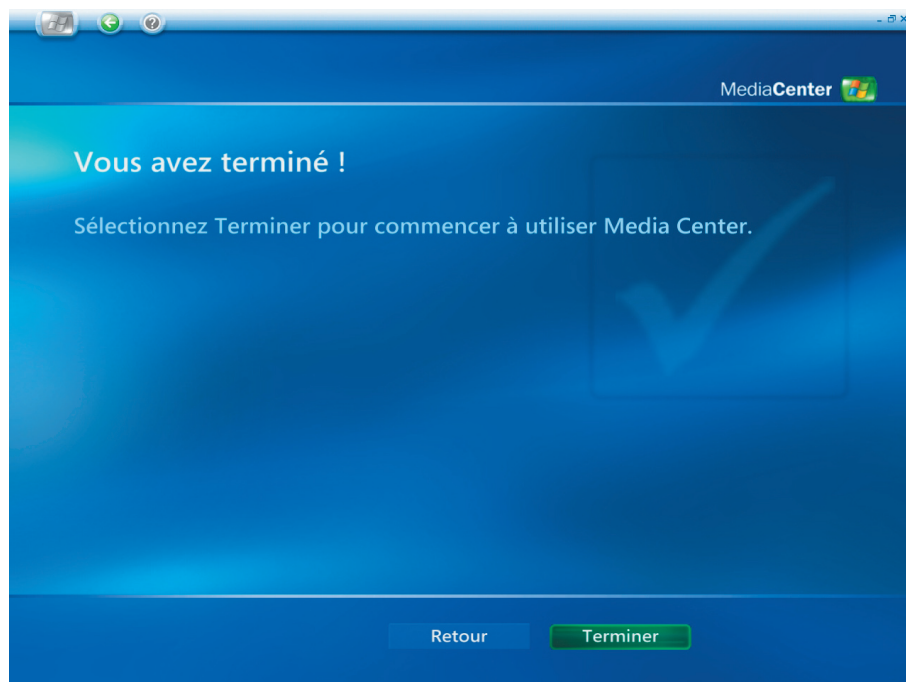 MediaCenter
Vous avez terminé !
Sélectionnez Terminer pour commencer à utiliser Media Center.
Retour
Terminer